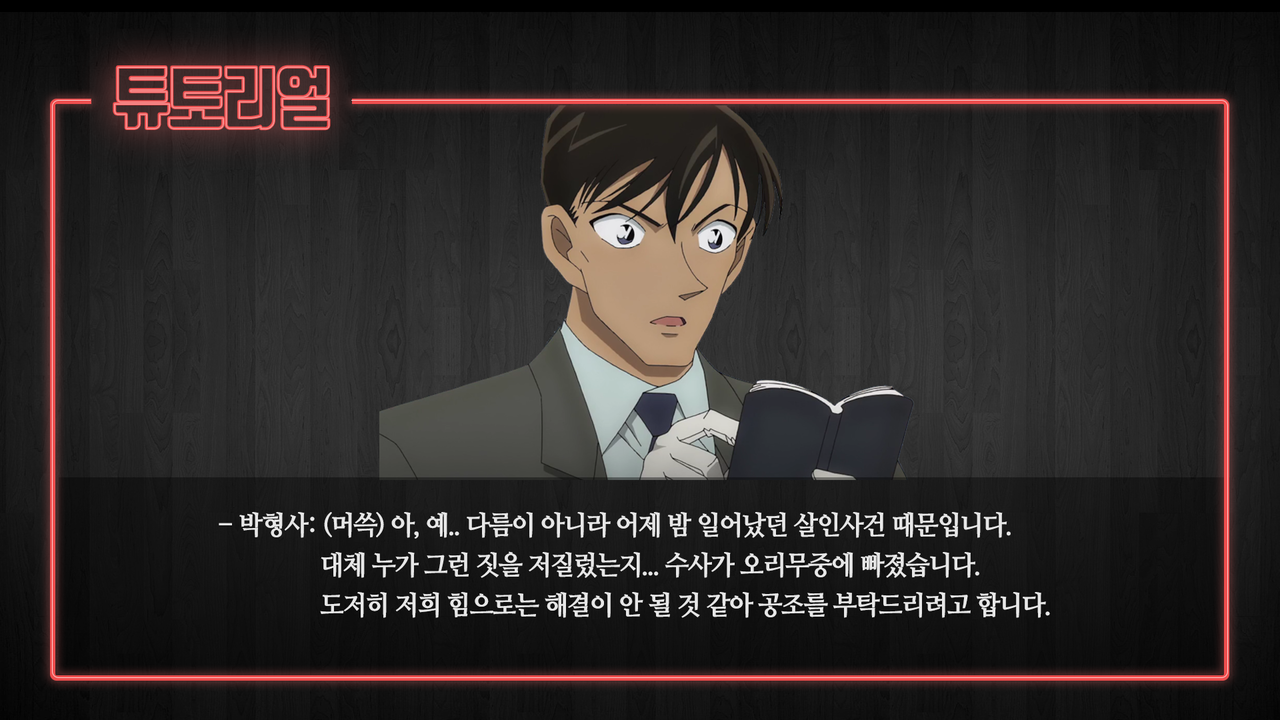 튜토리얼
– 박형사: (머쓱) 아, 예.. 다름이 아니라 어제 밤 일어났던 살인사건 때문입니다.
대체 누가 그런 짓을 저질렀는지... 수사가 오리무중에 빠졌습니다.
도저히 저희 힘으로는 해결이 안 될 것 같아 공조를 부탁드리려고 합니다.